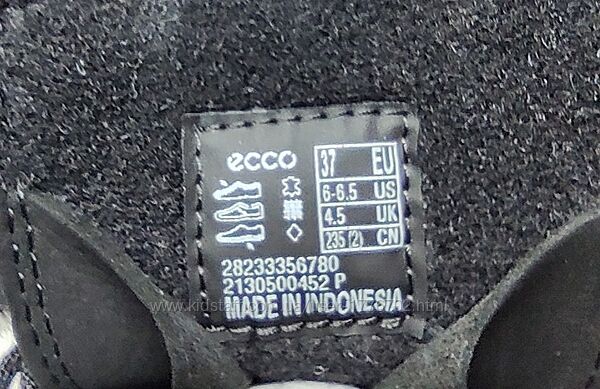 ecco
37 EU
6-6.5 US
4.5 UK
235 (2) CN
28233356780
2130500452 P
MADE IN INDONESIA